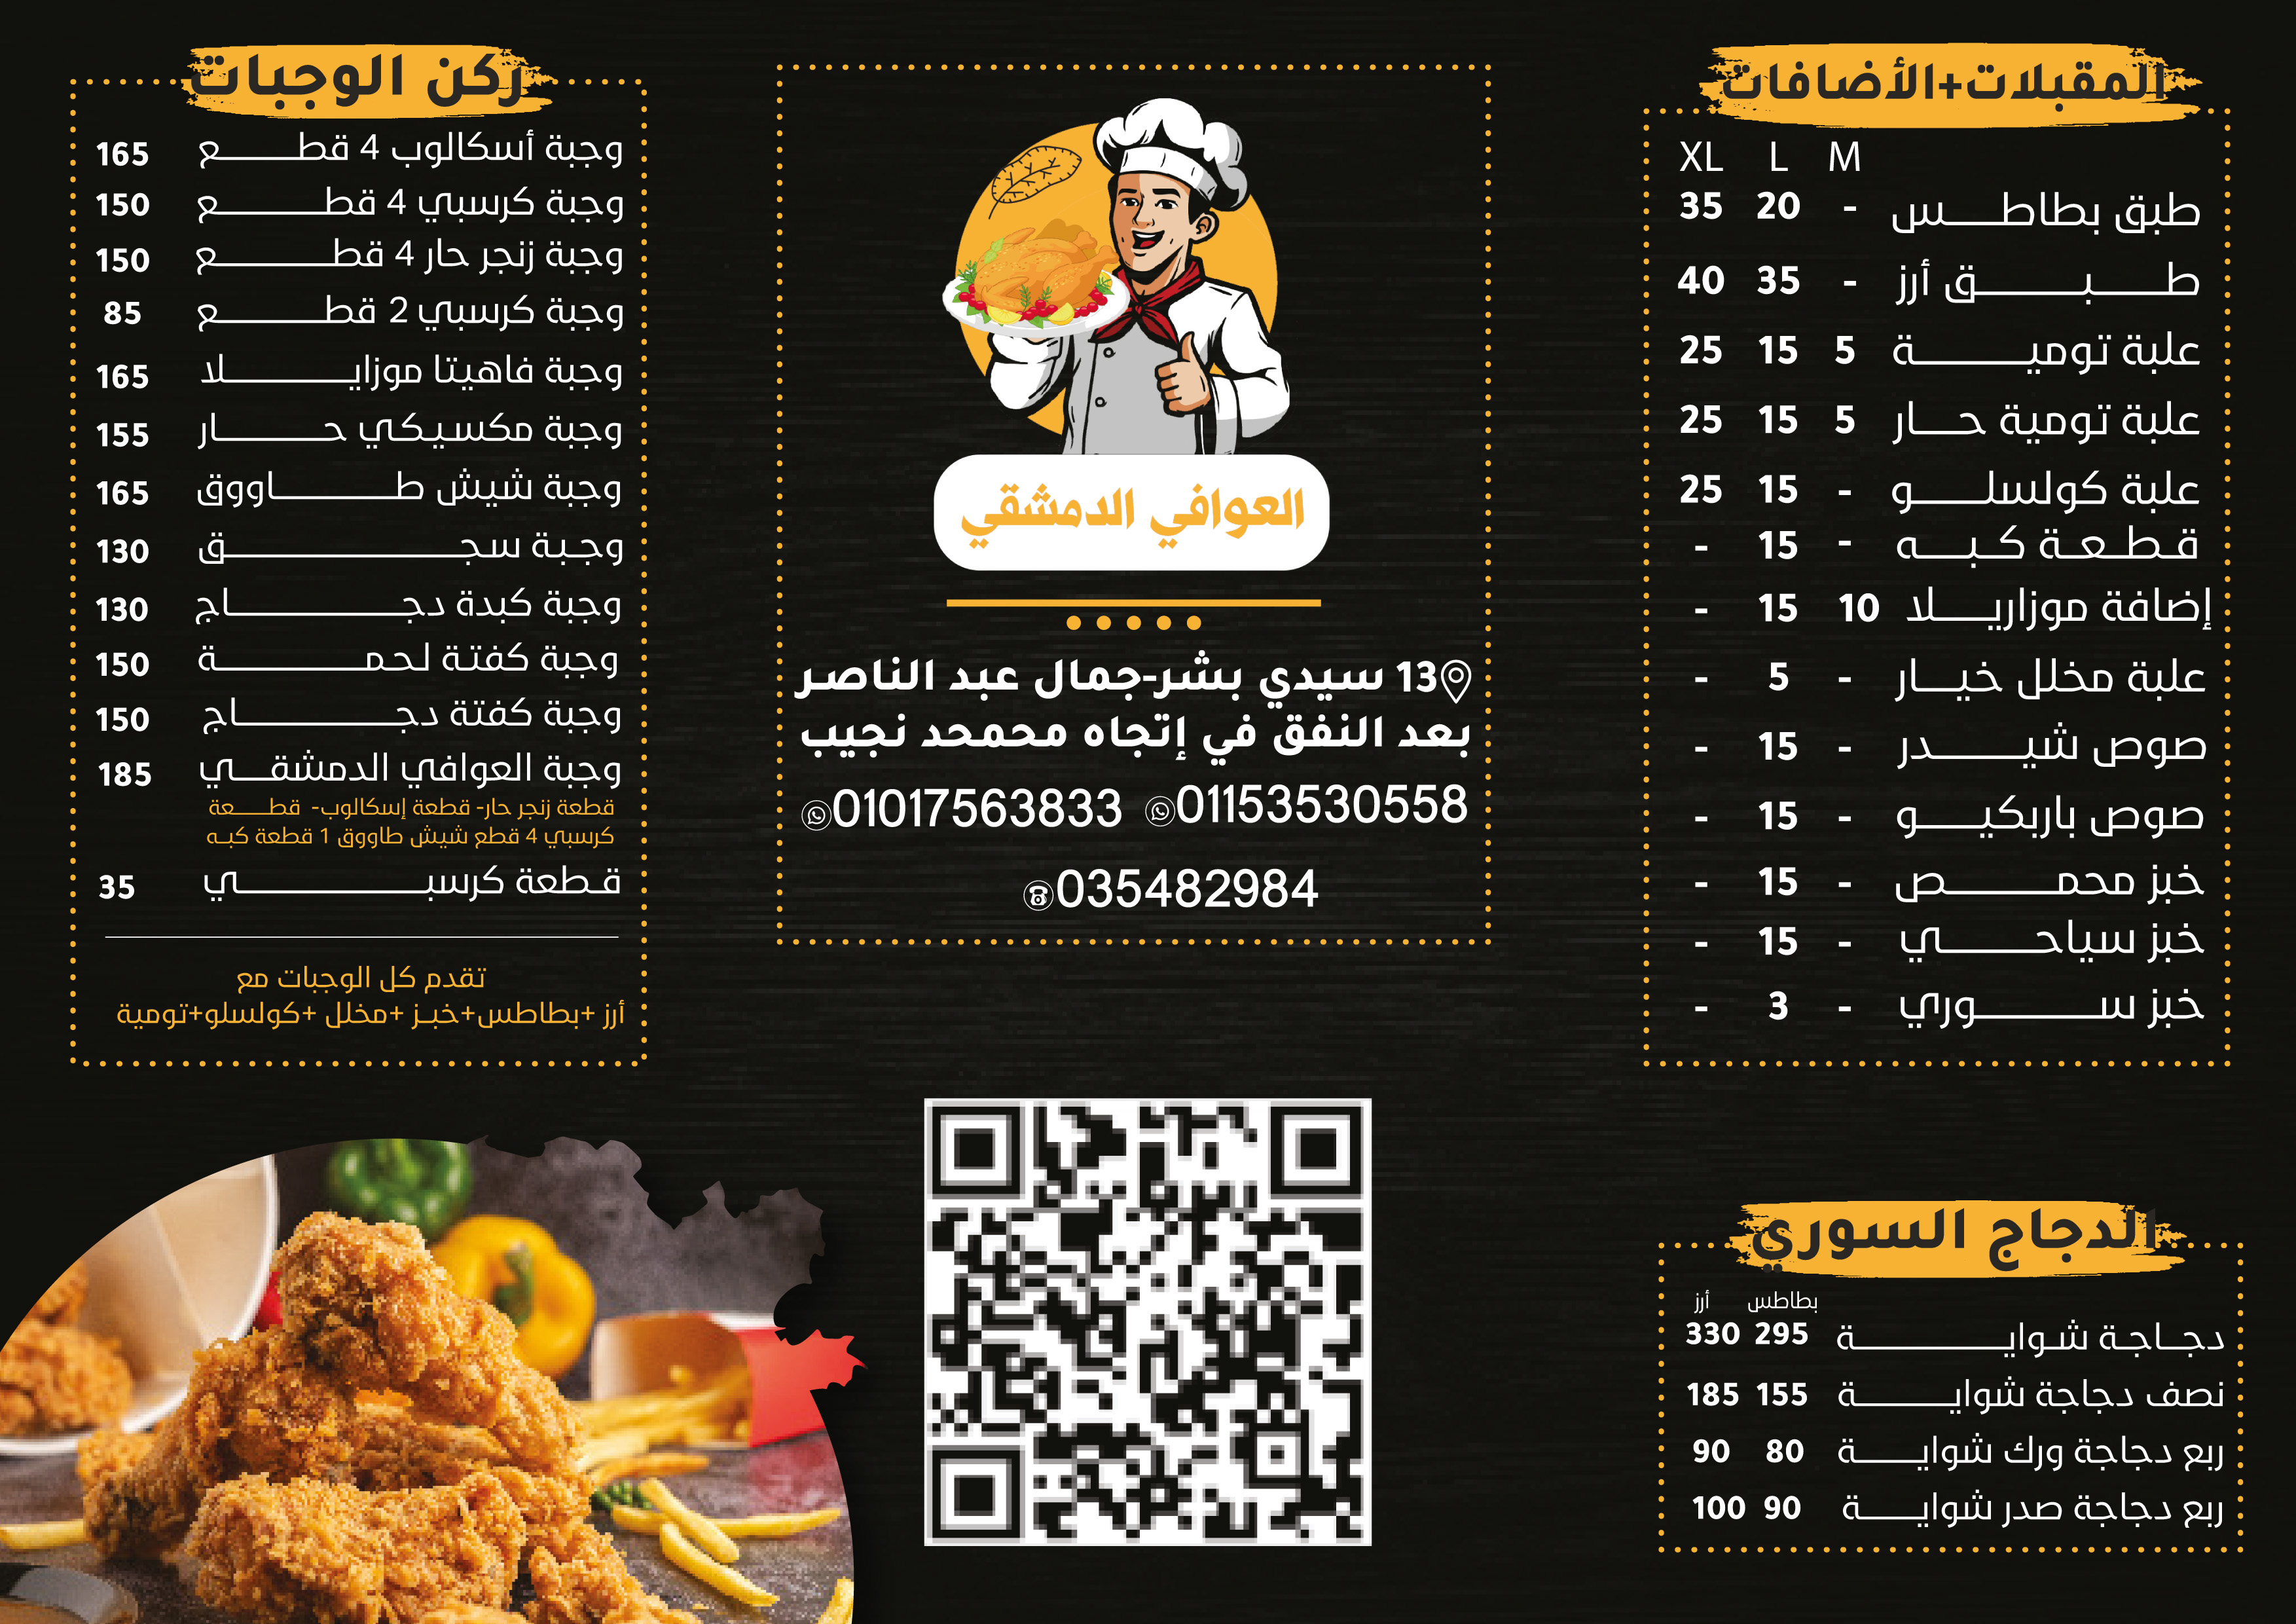 المقبلات+الأضافات
M L XL
طبق بطاطس - 20 35
طبق أرز - 35 40
علبة تومية 5 15 25
علبة تومية حار 5 15 25
علبة كولسلو - 15 25
قطعة كبه - 15 -
إضافة موزاريلا 10 15 -
علبة مخلل خيار - 5 -
صوص شيدر - 15 -
صوص باربكيو - 15 -
خبز محمص - 15 -
خبز سياحي - 15 -
خبز سوري - 3 -
الدجاج السوري
بطاطس أرز
دجاجة شواية 295 330
نصف دجاجة شواية 155 185
ربع دجاجة ورك شواية 80 90
ربع دجاجة صدر شواية 90 100
العوافي الدمشقي
13 سيدي بشر-جمال عبد الناصر
بعد النفق في إتجاه محمحد نجيب
01153530558 01017563833
035482984
ركن الوجبات
وجبة أسكالوب 4 قطع 165
وجبة كرسبي 4 قطع 150
وجبة زنجر حار 4 قطع 150
وجبة كرسبي 2 قطع 85
وجبة فاهيتا موزايلا 165
وجبة مكسيكي حار 155
وجبة شيش طاووق 165
وجبة سجق 130
وجبة كبدة دجاج 130
وجبة كفتة لحمة 150
وجبة كفتة دجاج 150
وجبة العوافي الدمشقي 185
قطعة زنجر حار- قطعة إسكالوب- قطعة
كرسبي 4 قطع شيش طاووق 1 قطعة كبه
قطعة كرسبي 35
تقدم كل الوجبات مع
أرز +بطاطس+خبز +مخلل +كولسلو+تومية